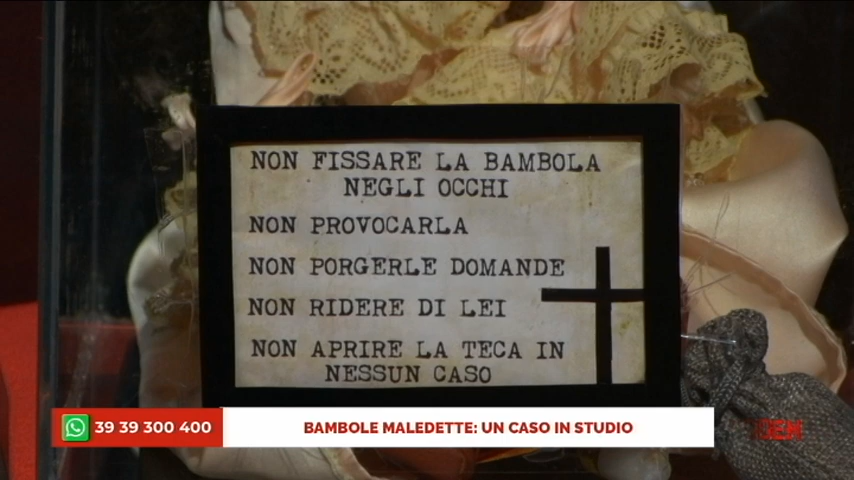 NON FISSARE LA BAMBOLA
NEGLI OCCHI
NON PROVOCARLA
NON PORGERLE DOMANDE
NON RIDERE DI LEI
NON APRIRE LA TECA IN
NESSUN CASO
39 39 300 400
BAMBOLE MALEDETTE: UN CASO IN STUDIO